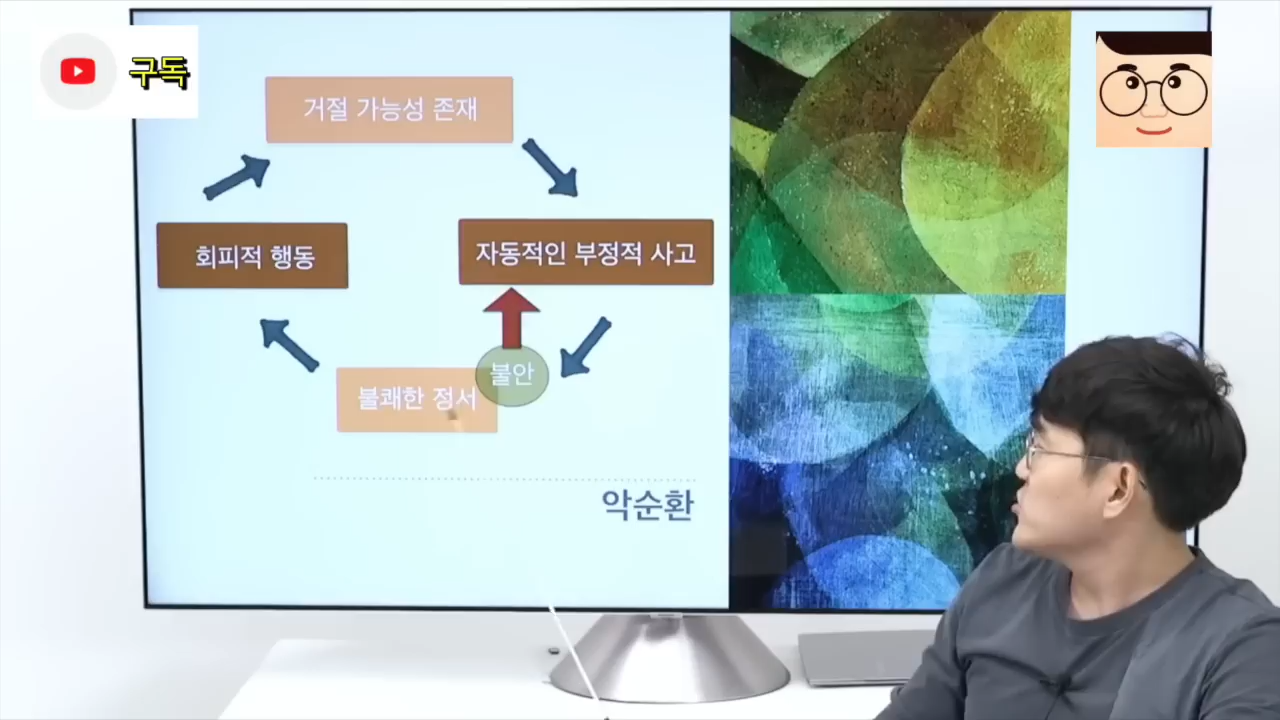 구독
거절 가능성 존재
회피적 행동
자동적인 부정적 사고
불안
불쾌한 정서
악순환